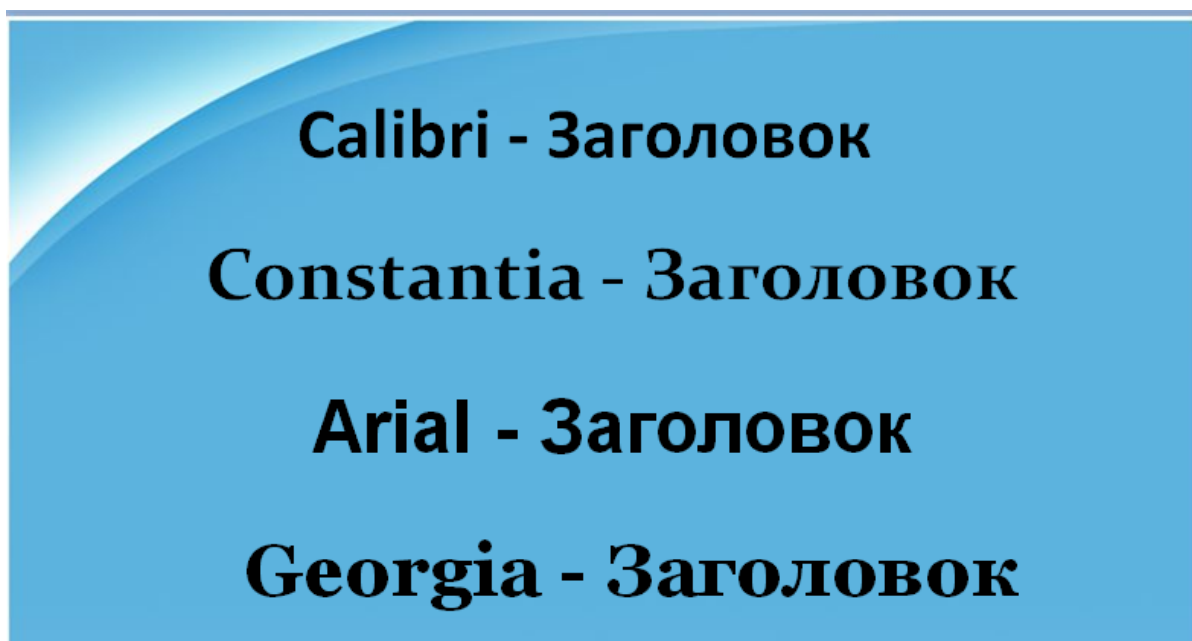 Calibri - Заголовок
Constantia - Заголовок
Arial - Заголовок
Georgia - Заголовок